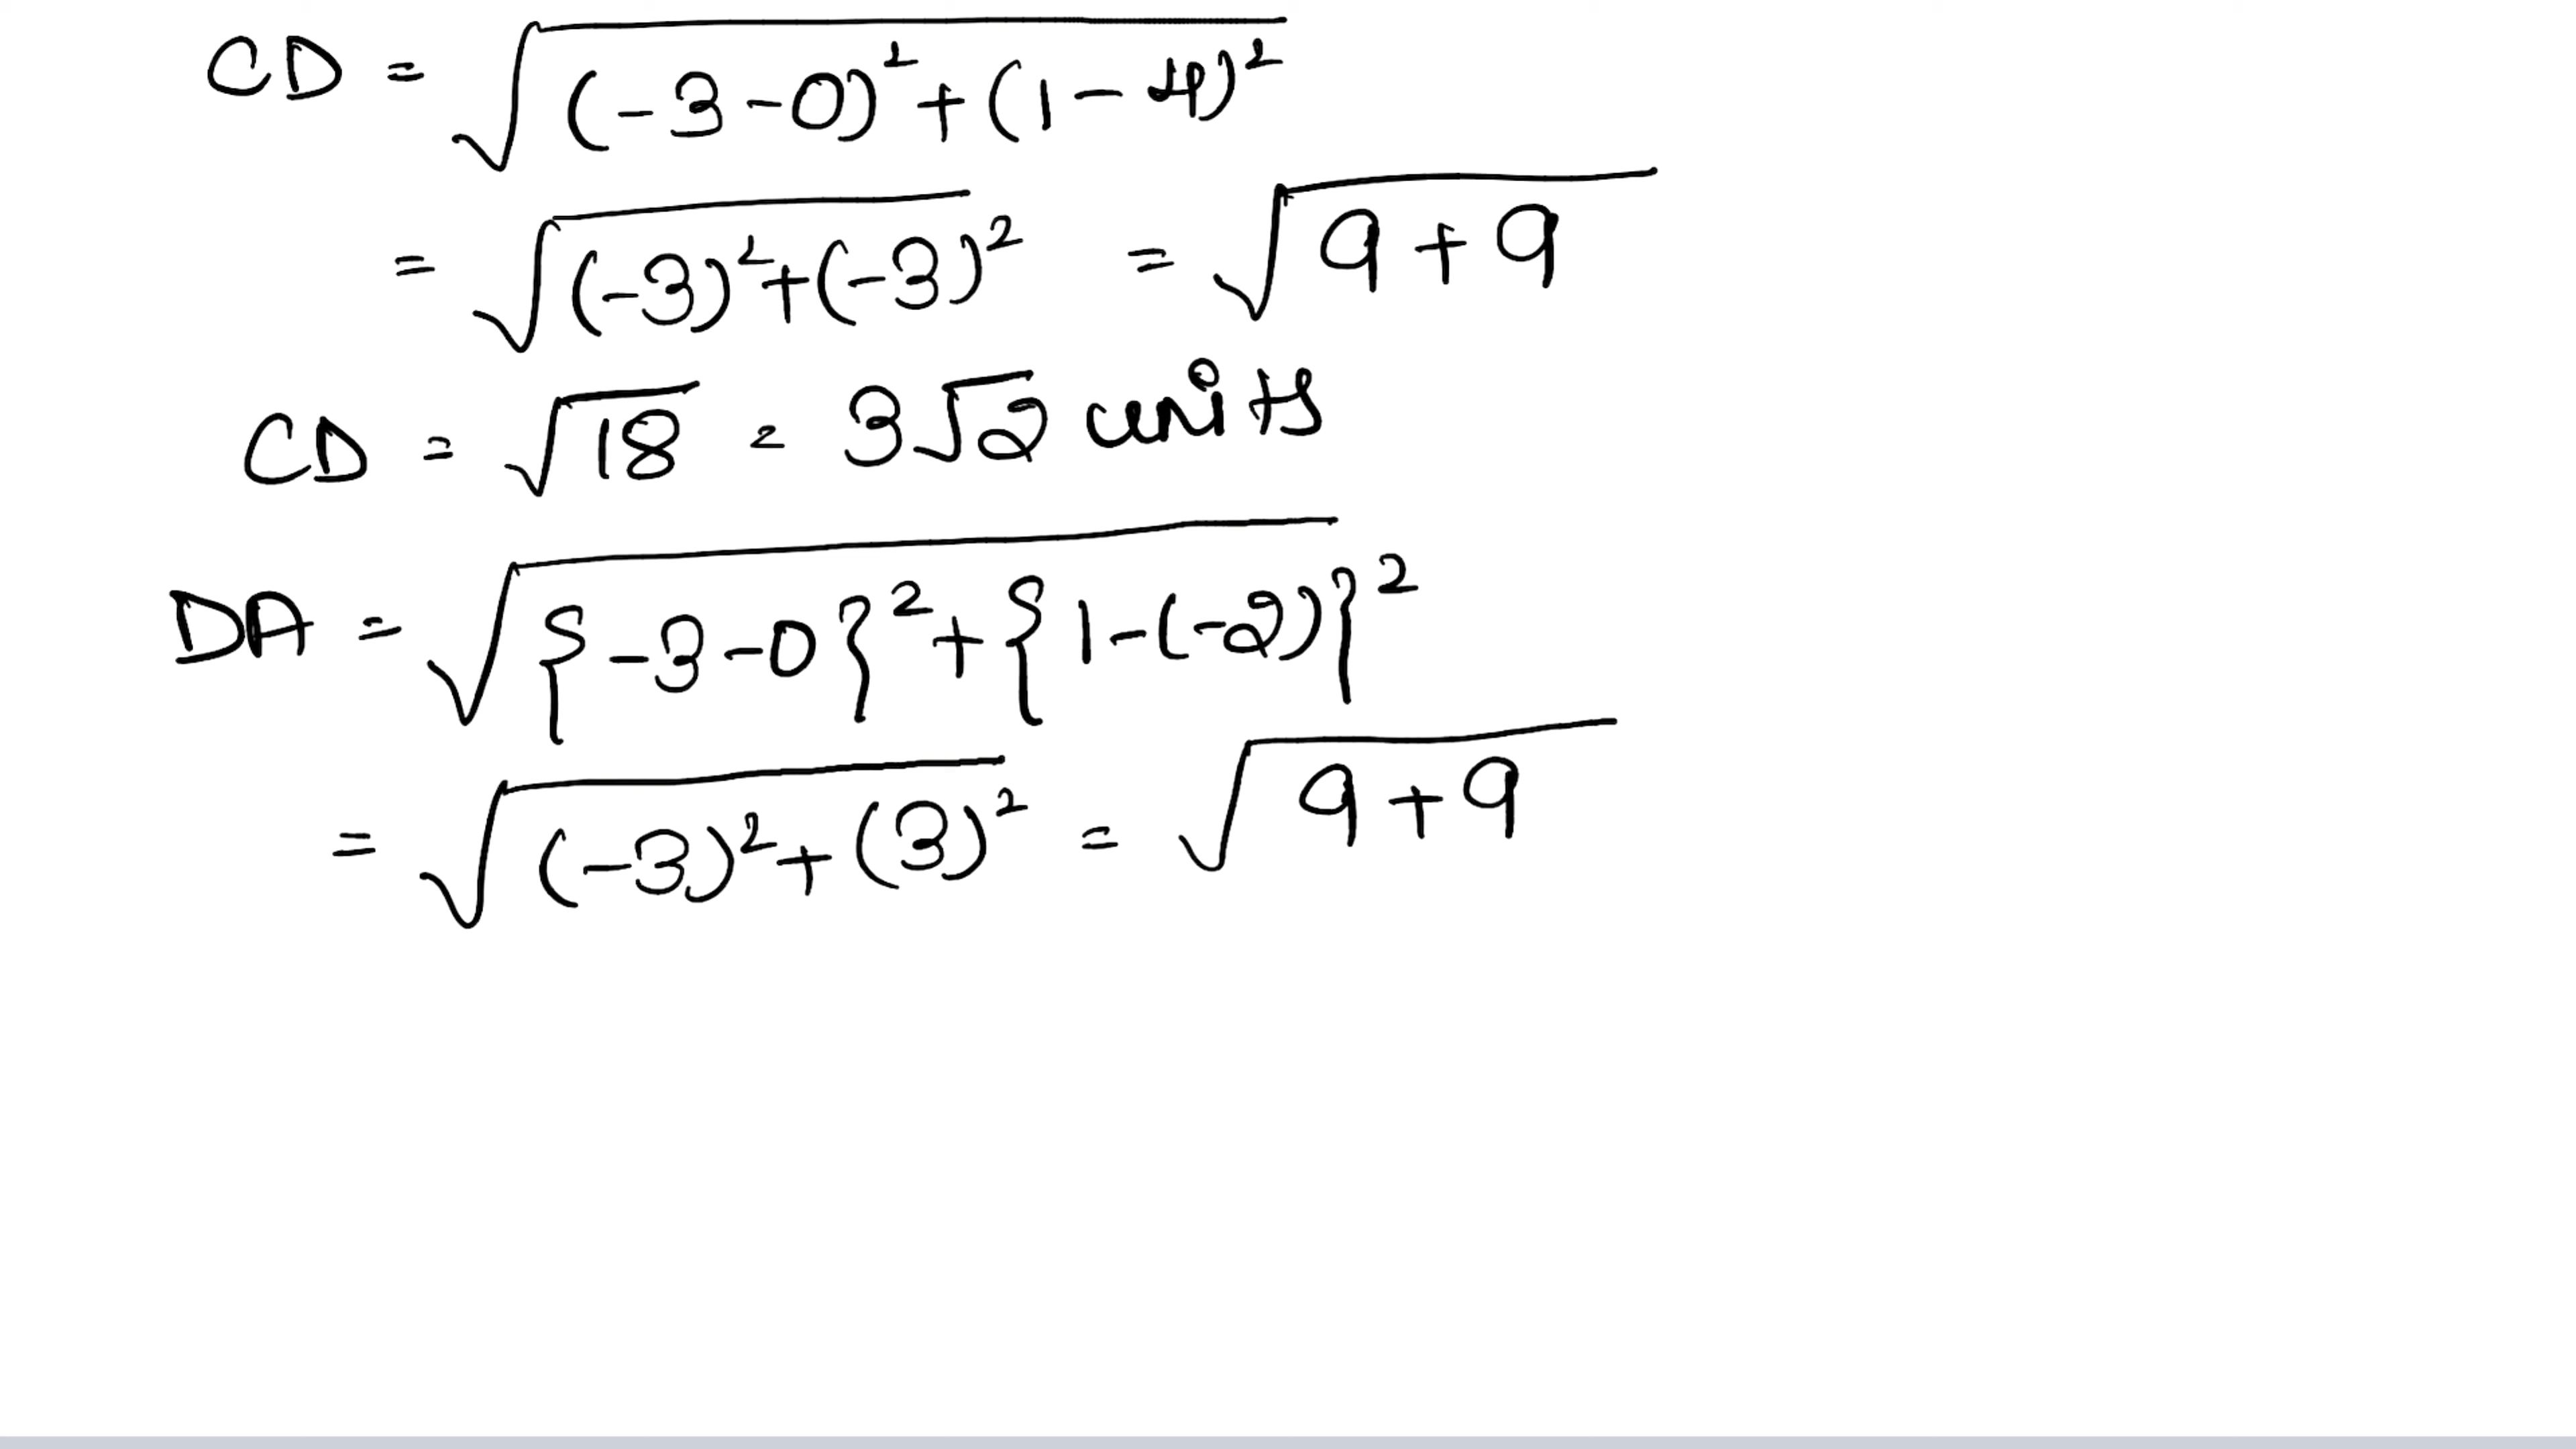 CD = √((-3-0)² + (1-4)²)
= √((-3)² + (-3)²) = √(9+9)
CD = √18 = 3√2 units
DA = √({-3-0}² + {1-(-2)}²)
= √((-3)² + (3)²) = √(9+9)